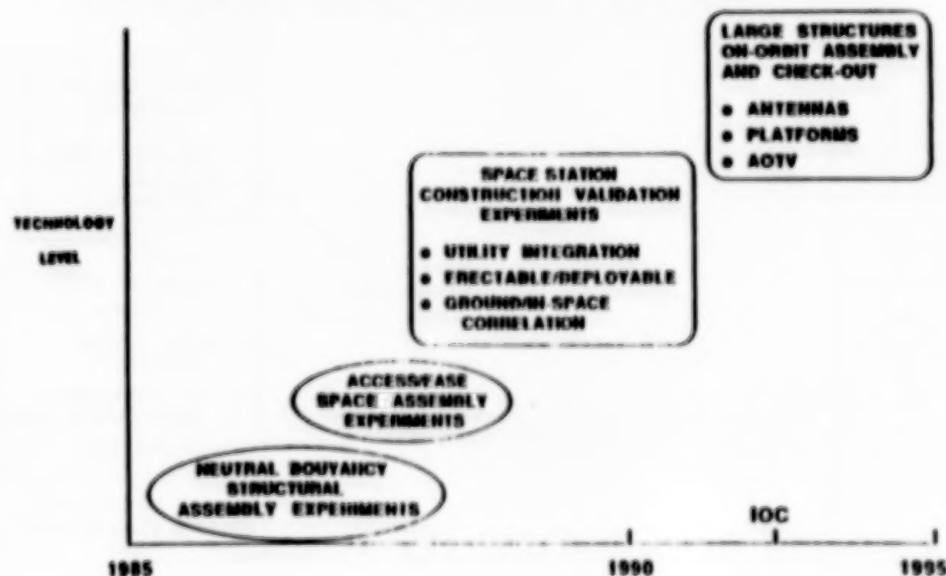 LARGE STRUCTURES
ON-ORBIT ASSEMBLY
AND CHECK-OUT
• ANTENNAS
• PLATFORMS
• AOTV
SPACE STATION
CONSTRUCTION VALIDATION
EXPERIMENTS
• UTILITY INTEGRATION
• ERECTABLE/DEPLOYABLE
• GROUND/IN-SPACE
CORRELATION
TECHNOLOGY
LEVEL
ACCESS/EASE
SPACE ASSEMBLY
EXPERIMENTS
NEUTRAL BOUYANCY
STRUCTURAL
ASSEMBLY EXPERIMENTS
IOC
1985
1990
1995